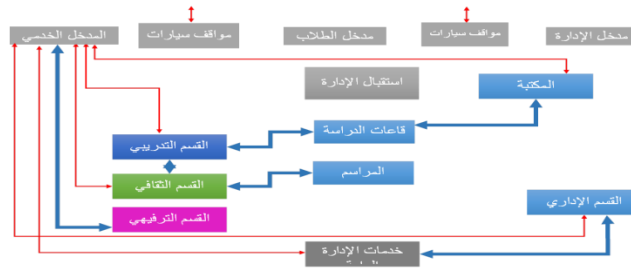 مدخل الإدارة
مواقف سيارات
مدخل الطلاب
مواقف سيارات
المدخل الخدمي
استقبال الإدارة
المكتبة
قاعات الدراسة
القسم التدريبي
المراسم
القسم الثقافي
القسم الإداري
القسم الترفيهي
خدمات الإدارة